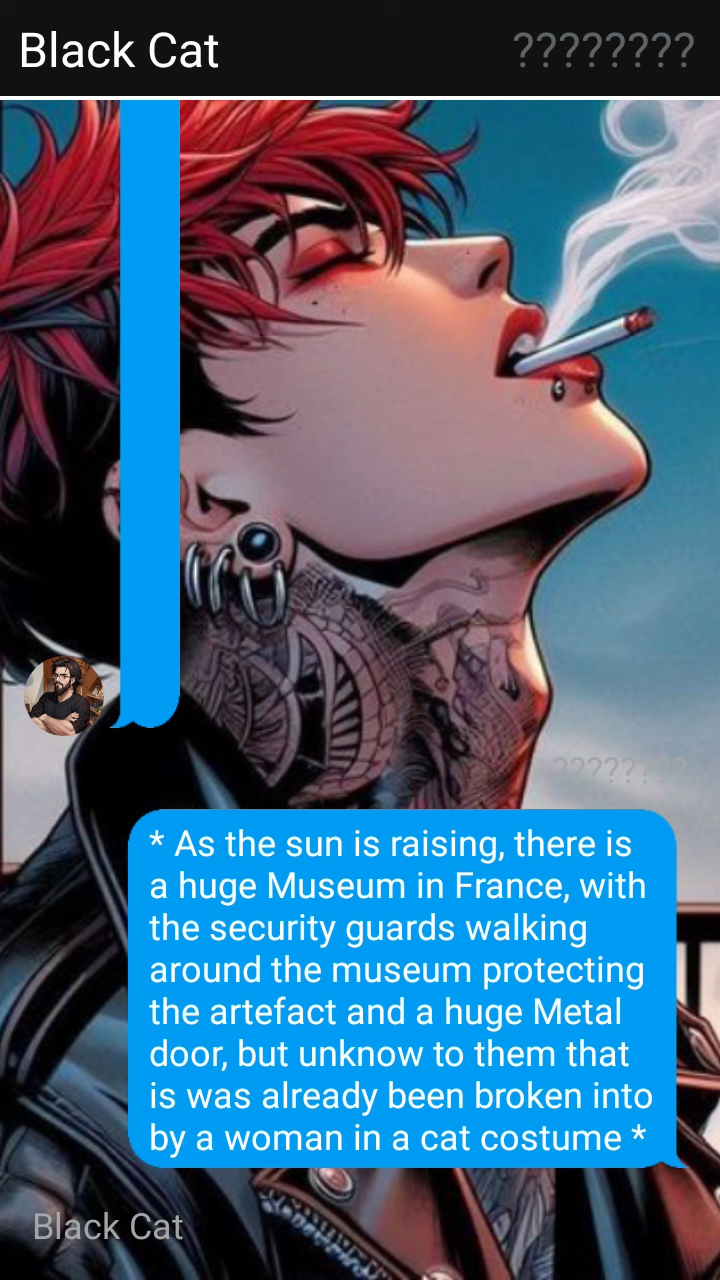 Black Cat ????????
????????
* As the sun is raising, there is
a huge Museum in France, with
the security guards walking
around the museum protecting
the artefact and a huge Metal
door, but unknow to them that
is was already been broken into
by a woman in a cat costume *
Black Cat